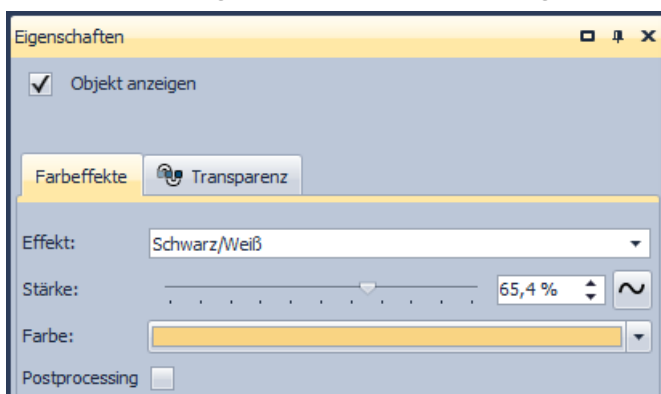 Eigenschaften
Objekt anzeigen
Farbeffekte Transparenz
Effekt: Schwarz/Weiß
Stärke: 65,4 %
Farbe:
Postprocessing